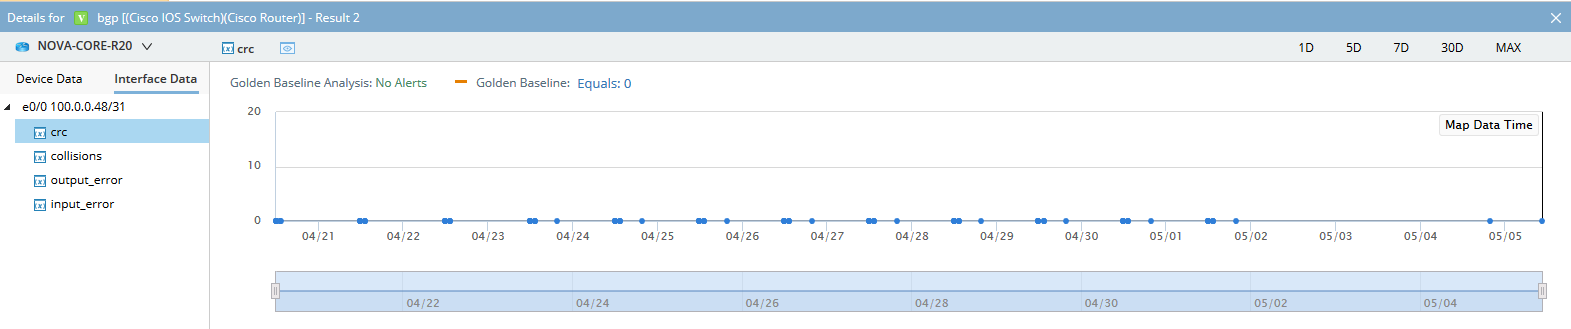 Details for V bgp [(Cisco IOS Switch)(Cisco Router)] - Result 2
NOVA-CORE-R20 (x) crc 1D 5D 7D 30D MAX
Device Data Interface Data
Golden Baseline Analysis: No Alerts Golden Baseline: Equals: 0
e0/0 100.0.0.48/31
(x) crc
(x) collisions
(x) output_error
(x) input_error
20
Map Data Time
10
0
04/21 04/22 04/23 04/24 04/25 04/26 04/27 04/28 04/29 04/30 05/01 05/02 05/03 05/04 05/05
04/22 04/24 04/26 04/28 04/30 05/02 05/04